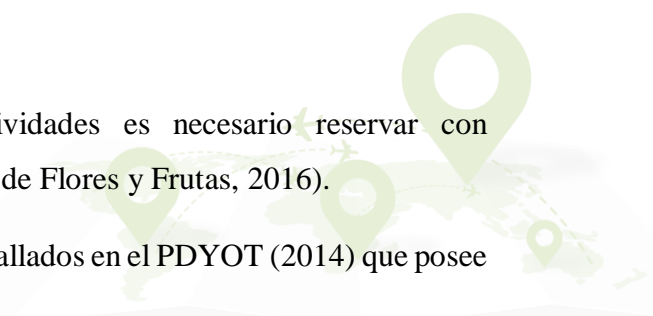 ividades es necesario reservar con
de Flores y Frutas, 2016).
allados en el PDYOT (2014) que posee